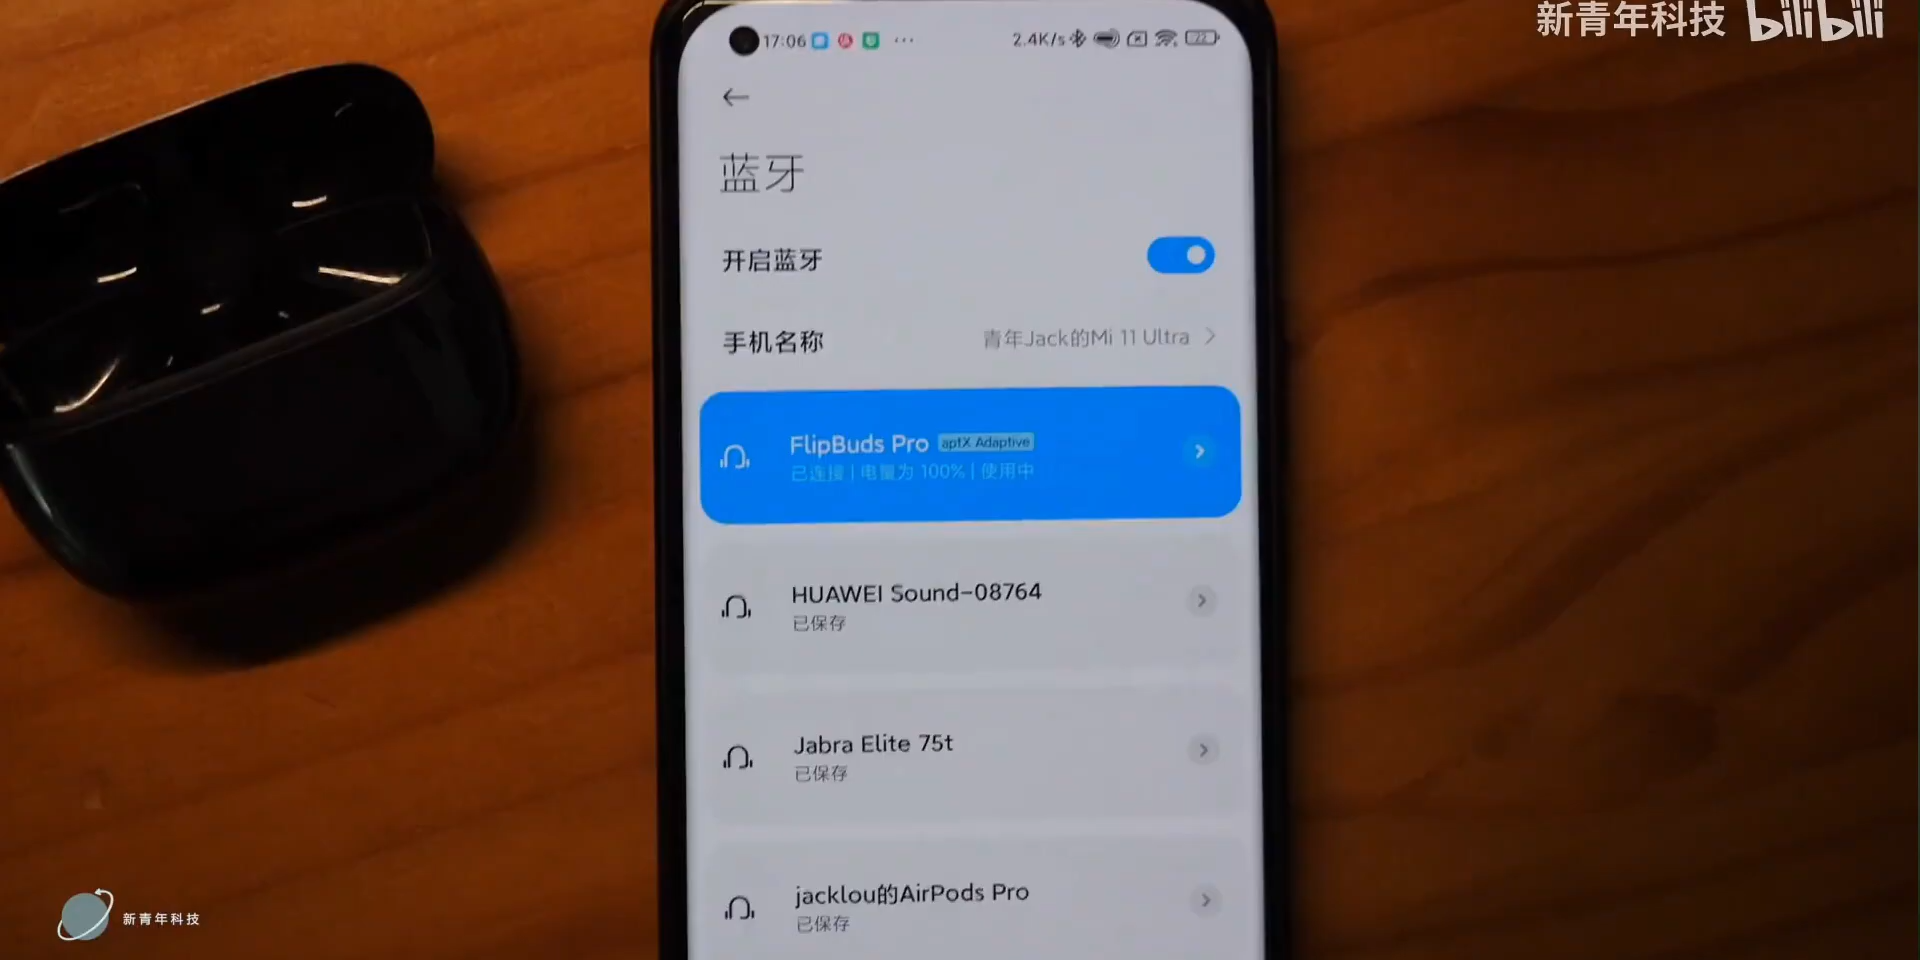 新青年科技 bilibili
17:06 ... 2.4K/s 22
蓝牙
开启蓝牙
手机名称 青年Jack的Mi 11 Ultra
FlipBuds Pro aptX Adaptive
已连接 | 电量为 100% | 使用中
HUAWEI Sound-08764
已保存
Jabra Elite 75t
已保存
jacklou的AirPods Pro
已保存
新青年科技